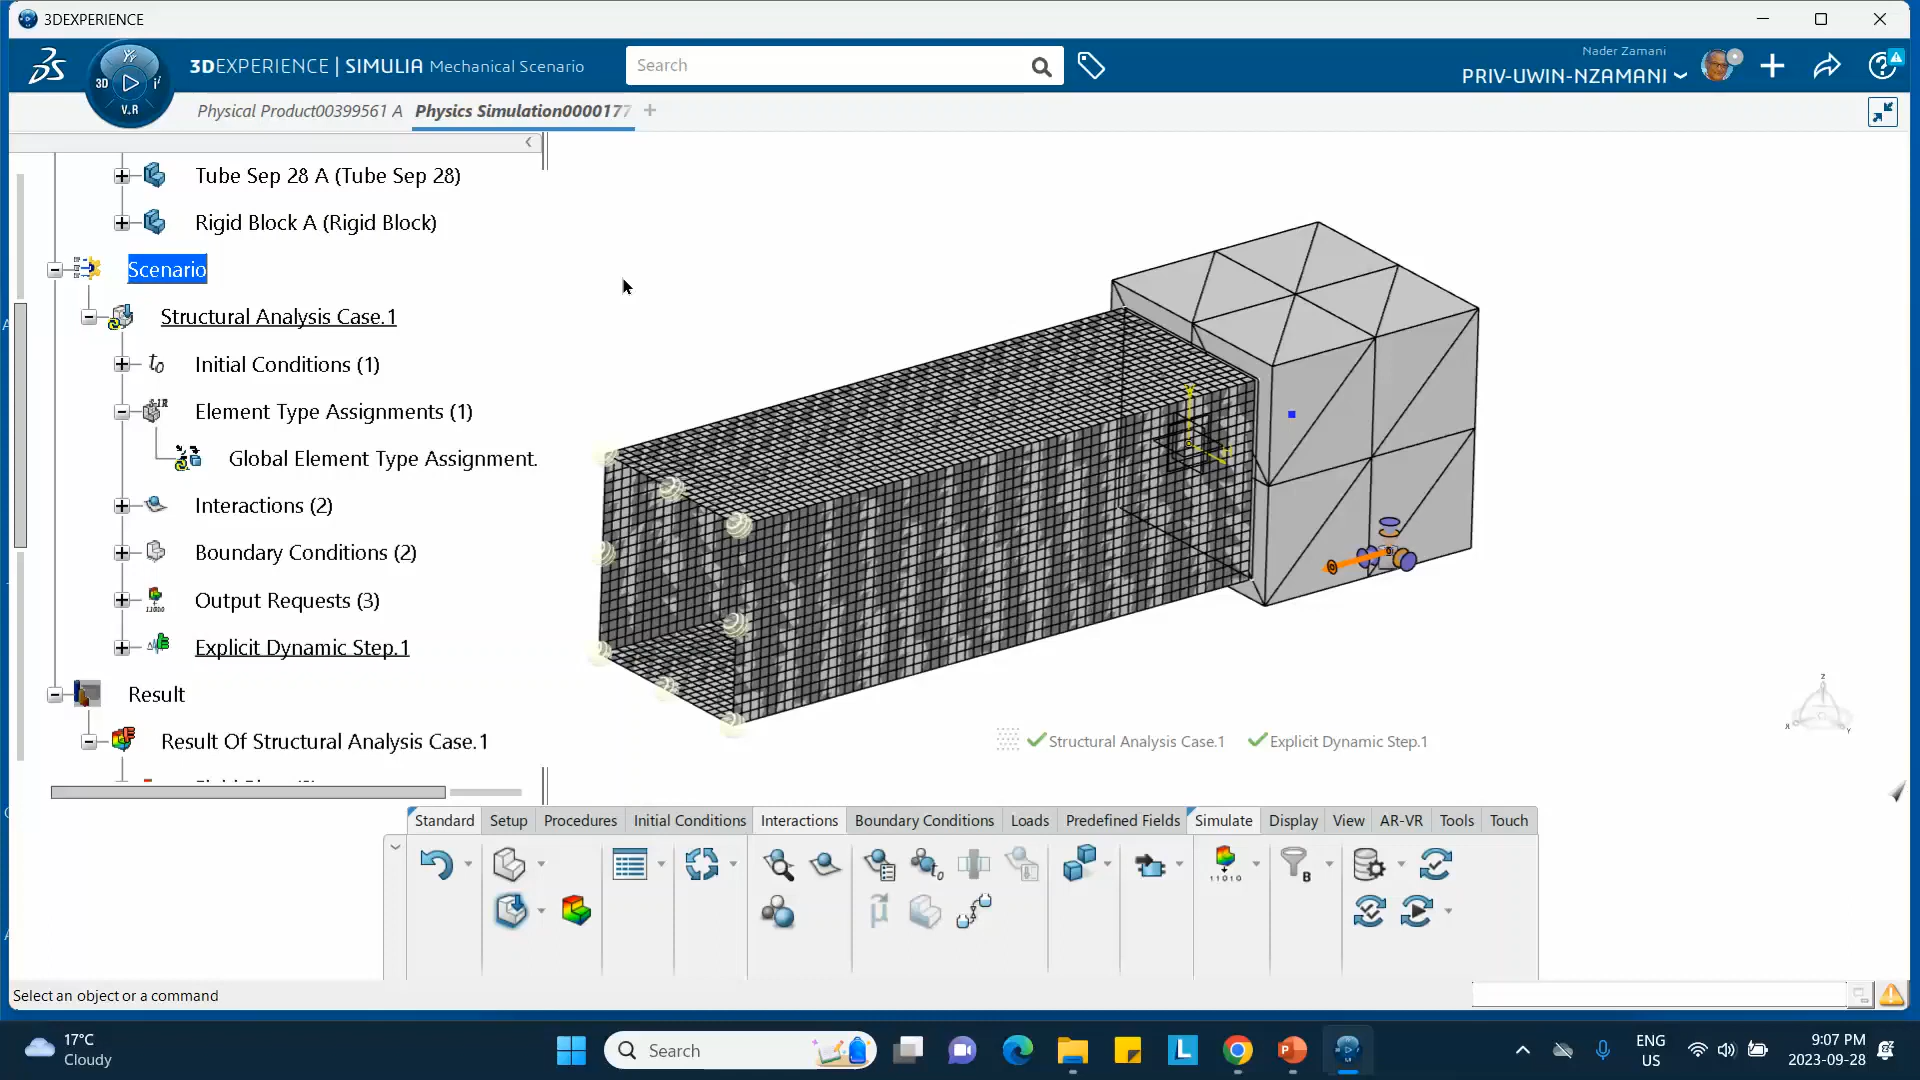 3DEXPERIENCE
3DEXPERIENCE | SIMULIA Mechanical Scenario
Search
Nader Zamani
PRIV-UWIN-NZAMANI
3D
V.R
Physical Product00399561 A
Physics Simulation0000177
Tube Sep 28 A (Tube Sep 28)
Rigid Block A (Rigid Block)
Scenario
Structural Analysis Case.1
Initial Conditions (1)
Element Type Assignments (1)
Global Element Type Assignment.
Interactions (2)
Boundary Conditions (2)
Output Requests (3)
Explicit Dynamic Step.1
Result
Result Of Structural Analysis Case.1
Structural Analysis Case.1
Explicit Dynamic Step.1
Standard
Setup
Procedures
Initial Conditions
Interactions
Boundary Conditions
Loads
Predefined Fields
Simulate
Display
View
AR-VR
Tools
Touch
Select an object or a command
17°C
Cloudy
Search
ENG
US
9:07 PM
2023-09-28